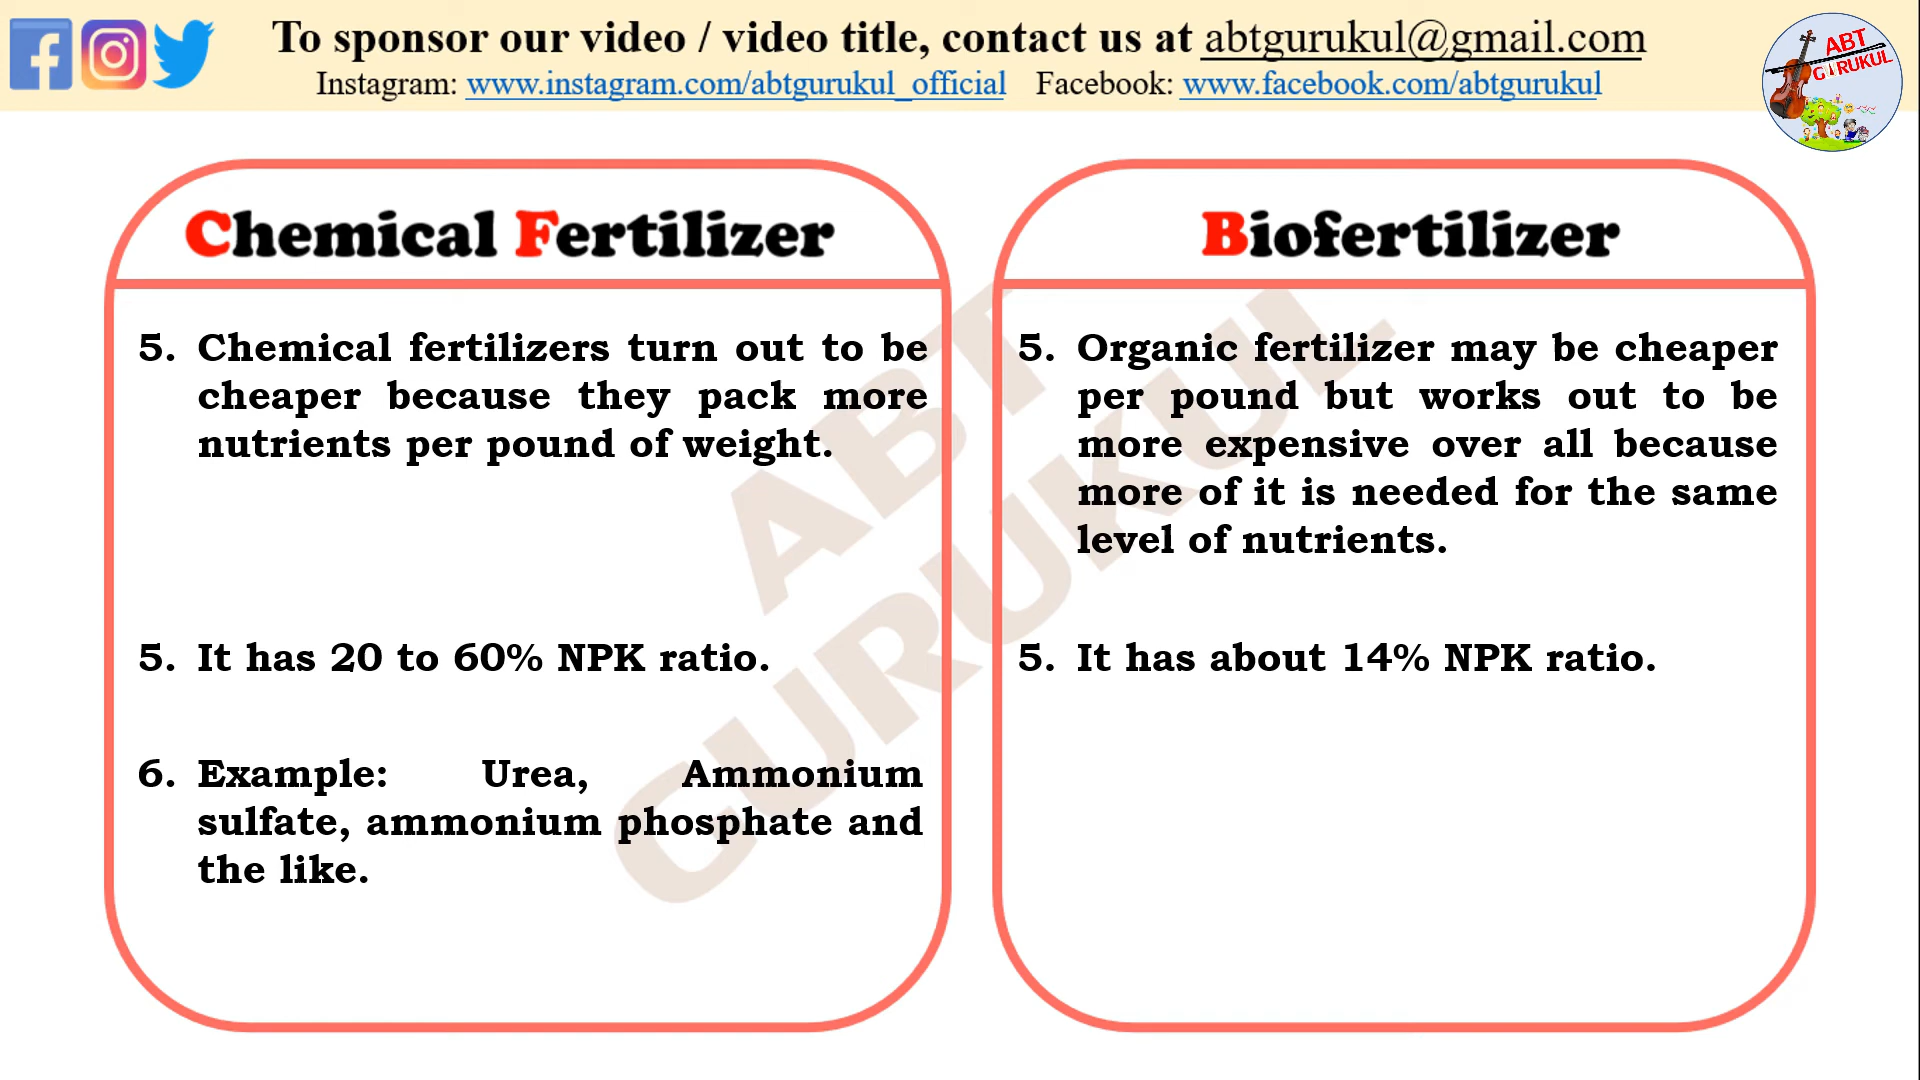 To sponsor our video / video title, contact us at abtgurukul@gmail.com
Instagram: www.instagram.com/abtgurukul_official Facebook: www.facebook.com/abtgurukul
ABT
GURUKUL
Chemical Fertilizer
5. Chemical fertilizers turn out to be
cheaper because they pack more
nutrients per pound of weight.
5. It has 20 to 60% NPK ratio.
6. Example: Urea, Ammonium
sulfate, ammonium phosphate and
the like.
Biofertilizer
5. Organic fertilizer may be cheaper
per pound but works out to be
more expensive over all because
more of it is needed for the same
level of nutrients.
5. It has about 14% NPK ratio.
ABT
GURUKUL